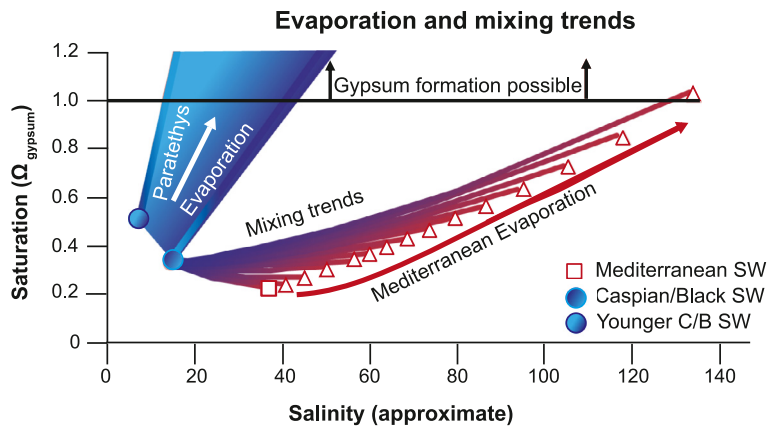 Evaporation and mixing trends
Saturation (Ω gypsum)
1.2
1.0
0.8
0.6
0.4
0.2
0
Gypsum formation possible
Paratethys
Evaporation
Mixing trends
Mediterranean Evaporation
Mediterranean SW
Caspian/Black SW
Younger C/B SW
0 20 40 60 80 100 120 140
Salinity (approximate)